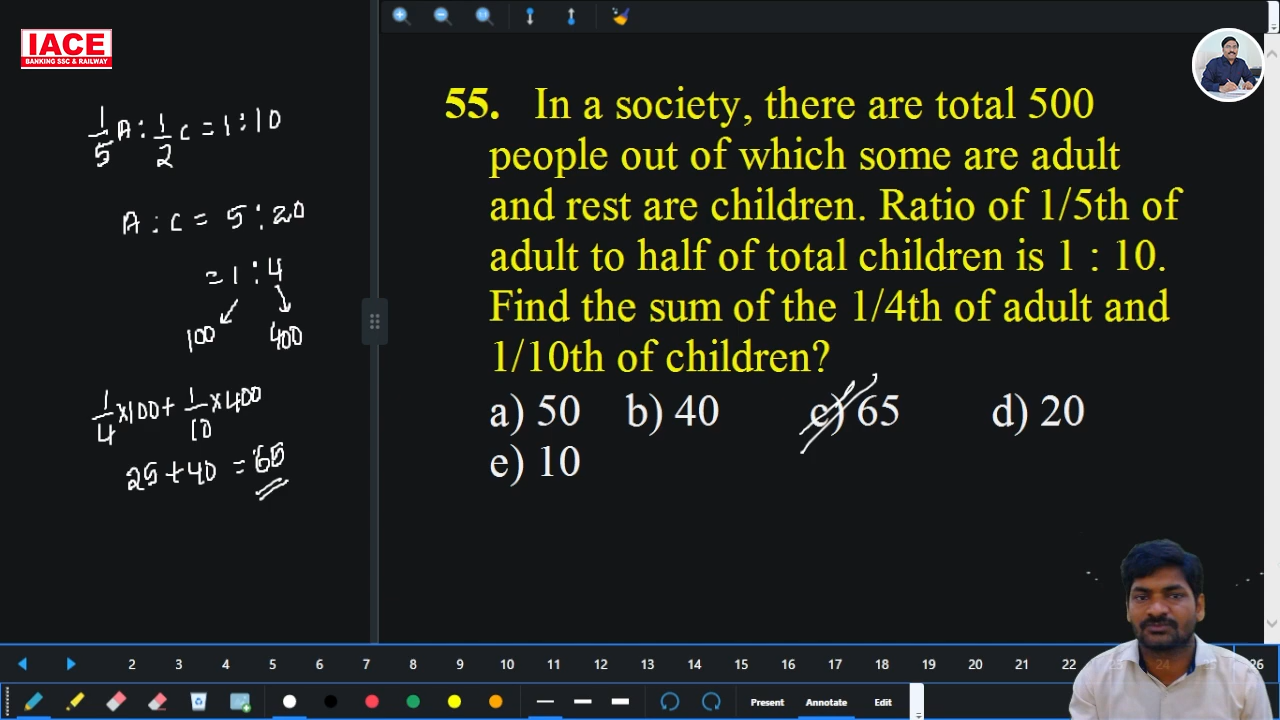 IACE
BANKING SSC & RAILWAY
1/5 A : 1/2 C = 1 : 10
A : C = 5 : 20
= 1 : 4
100 400
1/4 × 100 + 1/10 × 400
25 + 40 = 65
55. In a society, there are total 500
people out of which some are adult
and rest are children. Ratio of 1/5th of
adult to half of total children is 1 : 10.
Find the sum of the 1/4th of adult and
1/10th of children?
a) 50 b) 40 c) 65 d) 20
e) 10
2 3 4 5 6 7 8 9 10 11 12 13 14 15 16 17 18 19 20 21 22 23 24 25 26
Present Annotate Edit